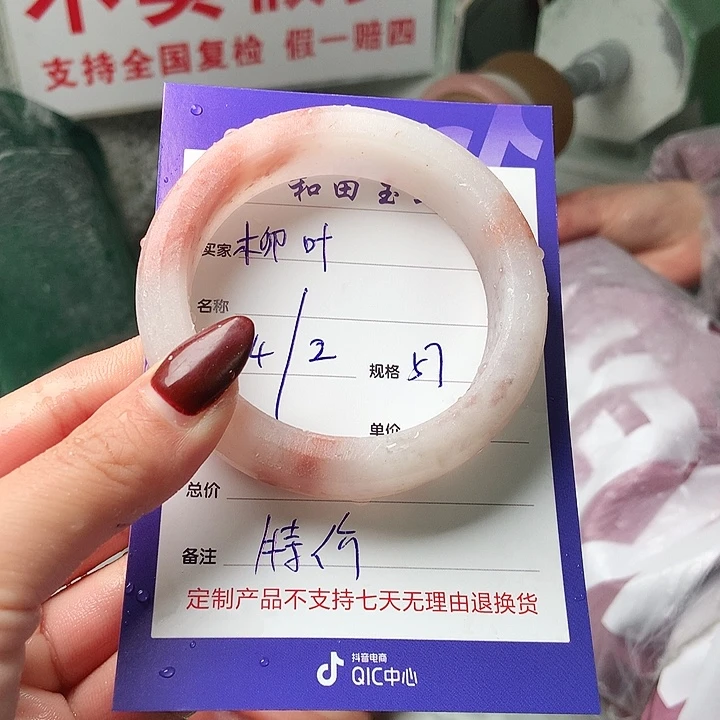 支持全国复检 假一赔四
和田玉
买家 柳叶
名称
4/2 规格 57
单价
总价
备注 特价
定制产品不支持七天无理由退换货
抖音电商
QIC中心